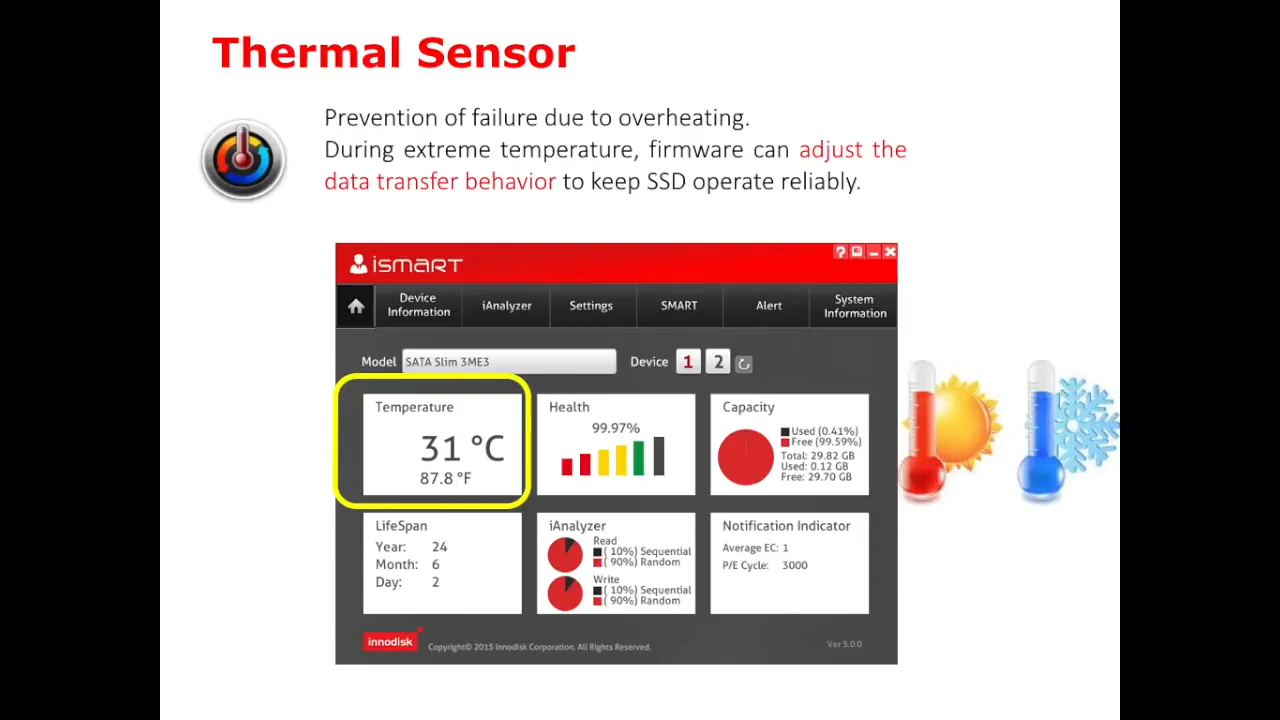 Thermal Sensor
Prevention of failure due to overheating.
During extreme temperature, firmware can adjust the
data transfer behavior to keep SSD operate reliably.
iSMART
Device Information
iAnalyzer
Settings
SMART
Alert
System Information
Model SATA Slim 3ME3 Device 1 2
Temperature
31 °C
87.8 °F
Health
99.97%
Capacity
Used (0.41%)
Free (99.59%)
Total: 29.82 GB
Used: 0.12 GB
Free: 29.70 GB
LifeSpan
Year: 24
Month: 6
Day: 2
iAnalyzer
Read
( 10%) Sequential
( 90%) Random
Write
( 10%) Sequential
( 90%) Random
Notification Indicator
Average EC: 1
P/E Cycle: 3000
innodisk
Copyright© 2015 Innodisk Corporation. All Rights Reserved.
Ver 5.0.0